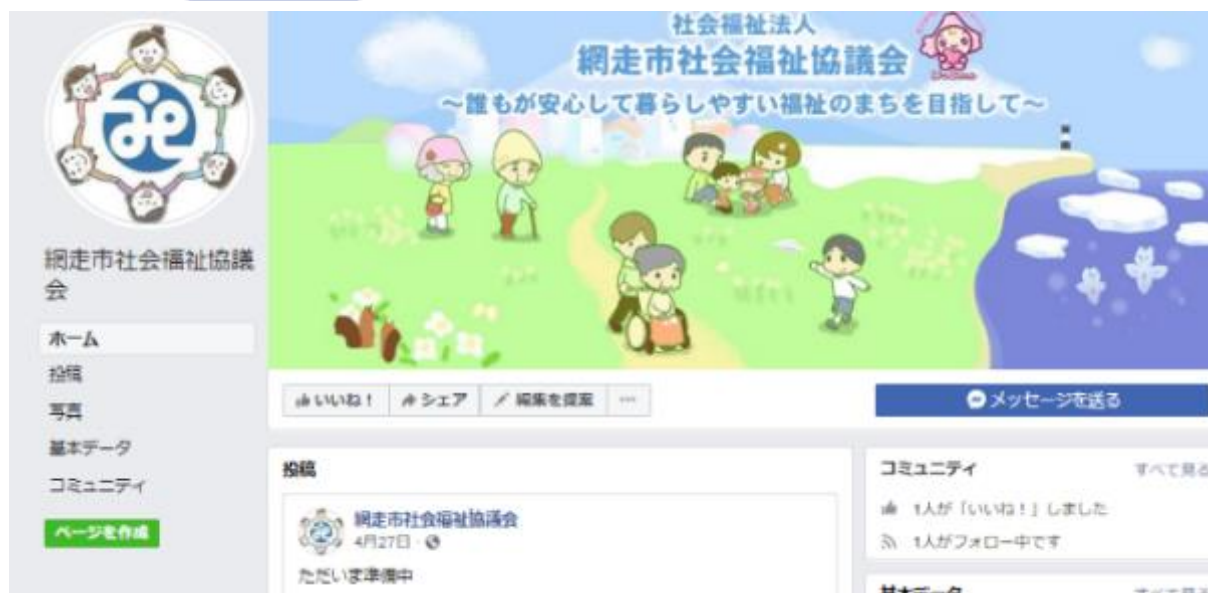 社会福祉法人
網走市社会福祉協議会
~誰もが安心して暮らしやすい福祉のまちを目指して~
網走市社会福祉協議
会
ホーム
投稿
写真
基本データ
コミュニティ
ページを作成
いいね!
シェア
編集を提案
メッセージを送る
投稿
網走市社会福祉協議会
4月27日
ただいま準備中
コミュニティ
すべて見る
1人が「いいね!」しました
1人がフォロー中です
基本データ
すべて見る